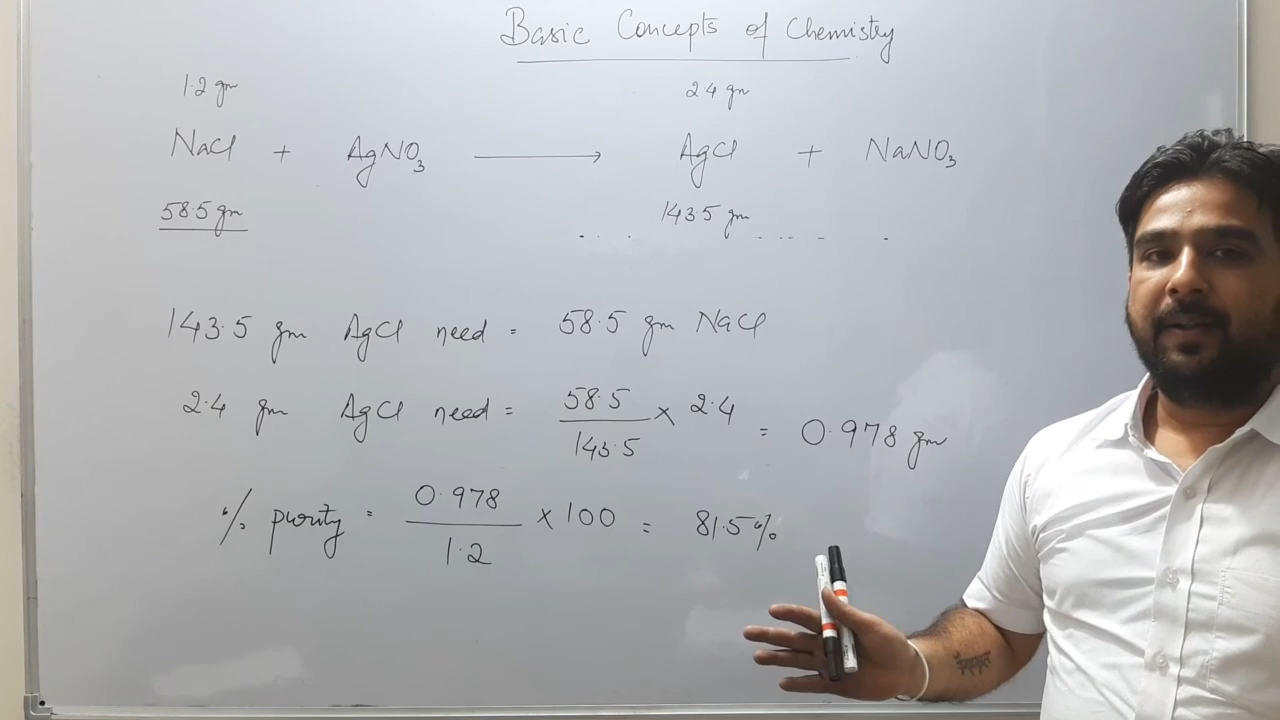 Basic Concepts of Chemistry
1.2 gm 2.4 gm
NaCl + AgNO₃ ⟶ AgCl + NaNO₃
58.5 gm 143.5 gm
143.5 gm AgCl need = 58.5 gm NaCl
2.4 gm AgCl need = 58.5/143.5 × 2.4 = 0.978 gm
% purity = 0.978/1.2 × 100 = 81.5%